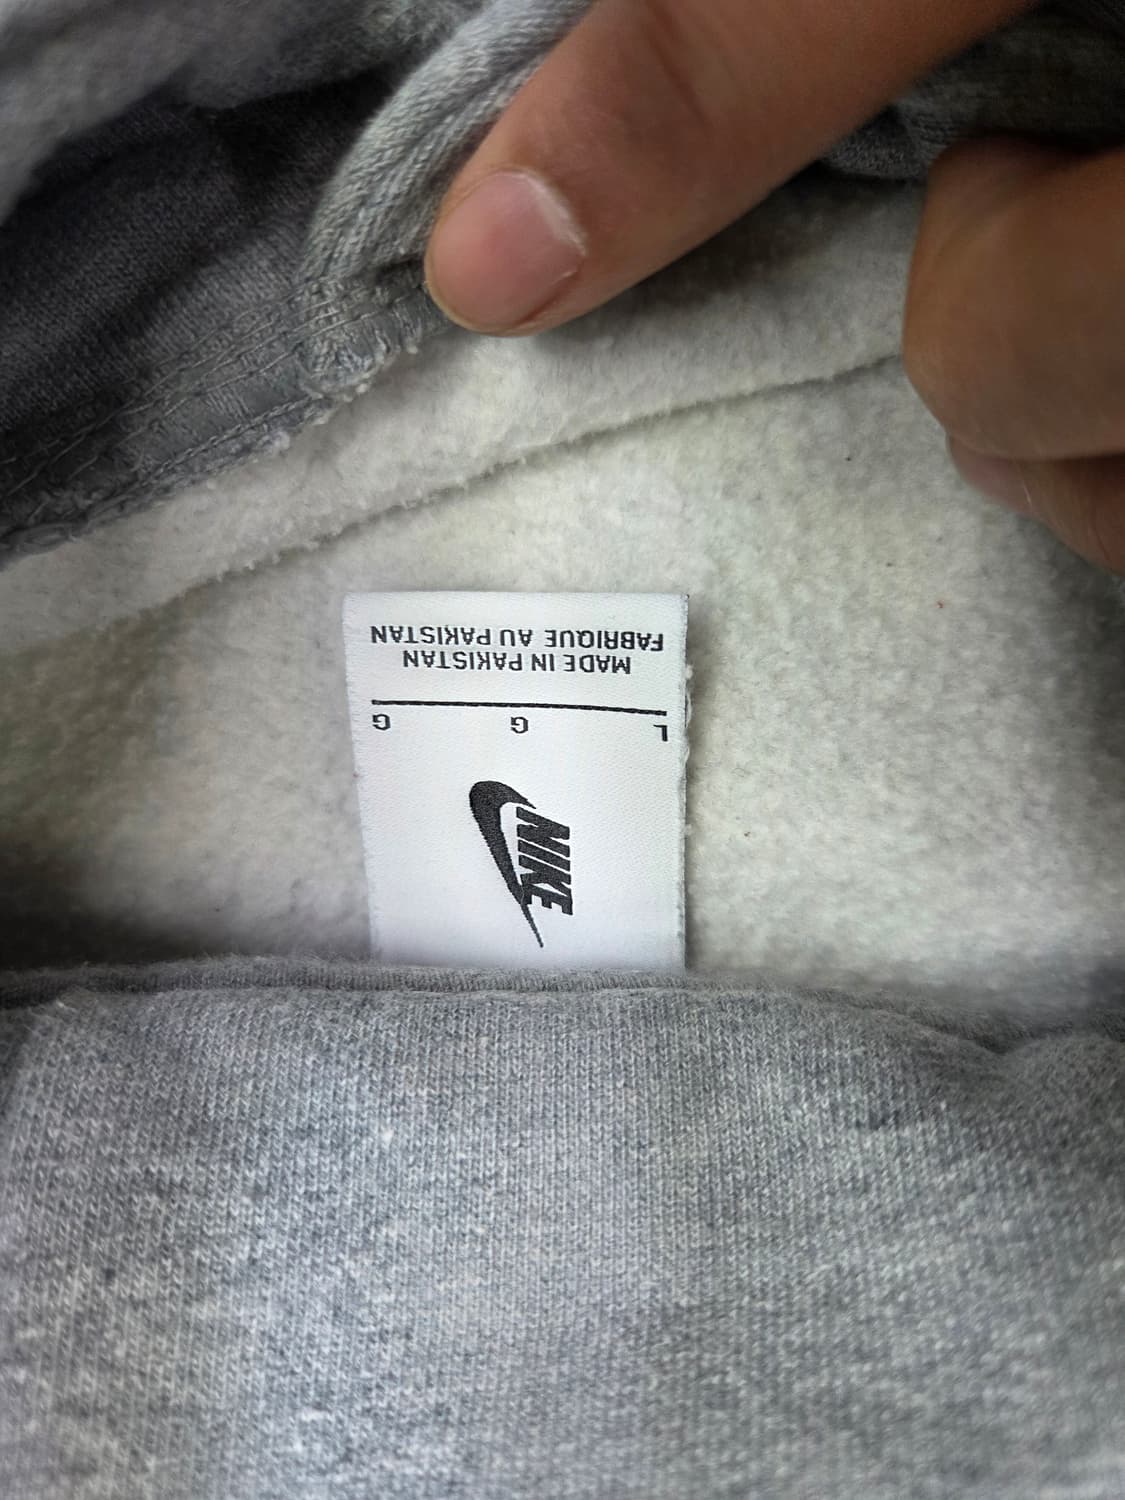 NIKE
L G G
MADE IN PAKISTAN
FABRIQUE AU PAKISTAN